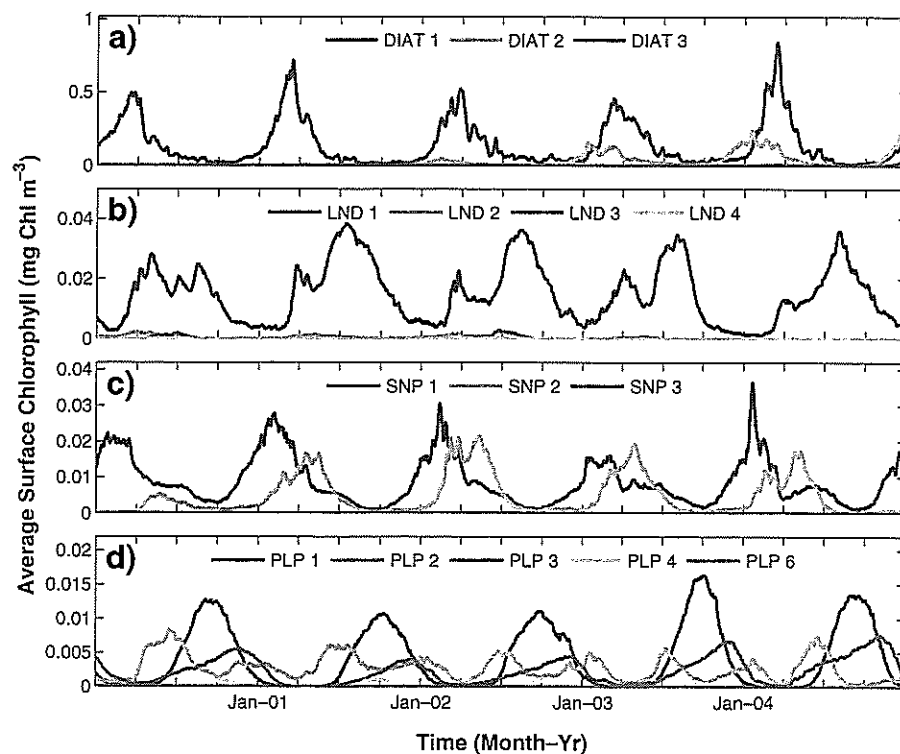 a)
DIAT 1 DIAT 2 DIAT 3
1
0.5
0
b)
LND 1 LND 2 LND 3 LND 4
0.04
0.02
0
c)
SNP 1 SNP 2 SNP 3
0.04
0.03
0.02
0.01
0
d)
PLP 1 PLP 2 PLP 3 PLP 4 PLP 6
0.02
0.015
0.01
0.005
0
Jan–01 Jan–02 Jan–03 Jan–04
Average Surface Chlorophyll (mg Chl m⁻³)
Time (Month–Yr)